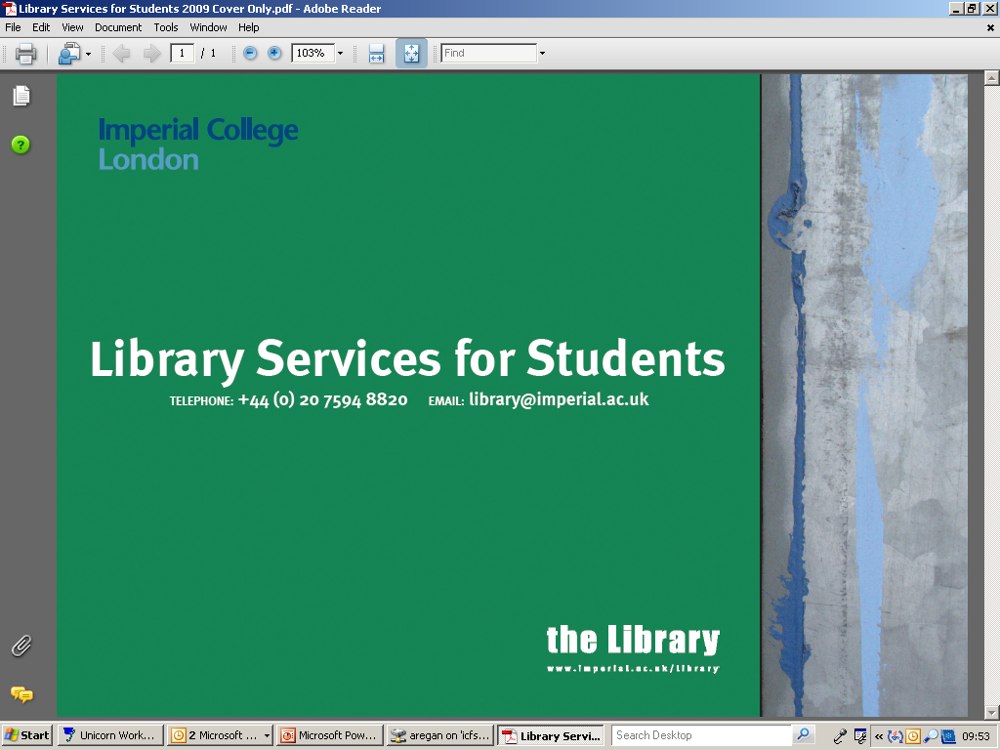 Library Services for Students 2009 Cover Only.pdf - Adobe Reader
File Edit View Document Tools Window Help
1 / 1 103% Find
Imperial College
London
Library Services for Students
TELEPHONE: +44 (0) 20 7594 8820 EMAIL: library@imperial.ac.uk
the Library
www.imperial.ac.uk/library
Start Unicorn Work... 2 Microsoft ... Microsoft Pow... aregan on 'icfs... Library Servi... Search Desktop « 09:53